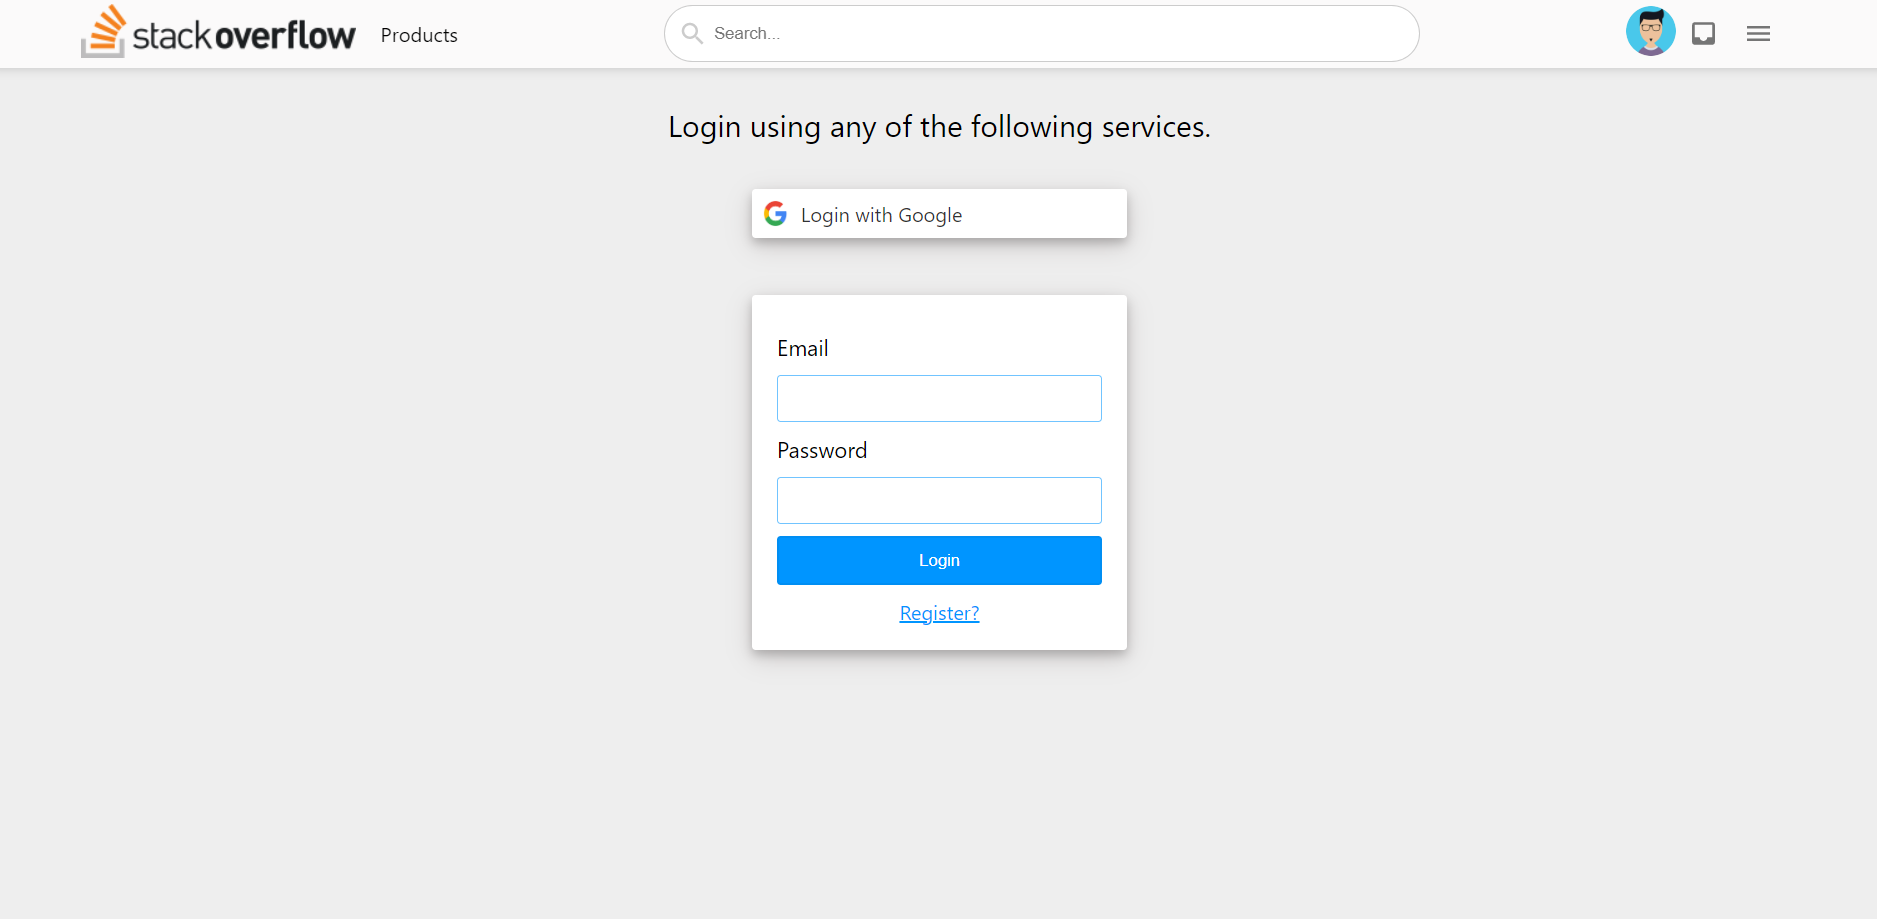 stackoverflow Products Search...
Login using any of the following services.
Login with Google
Email
Password
Login
Register?